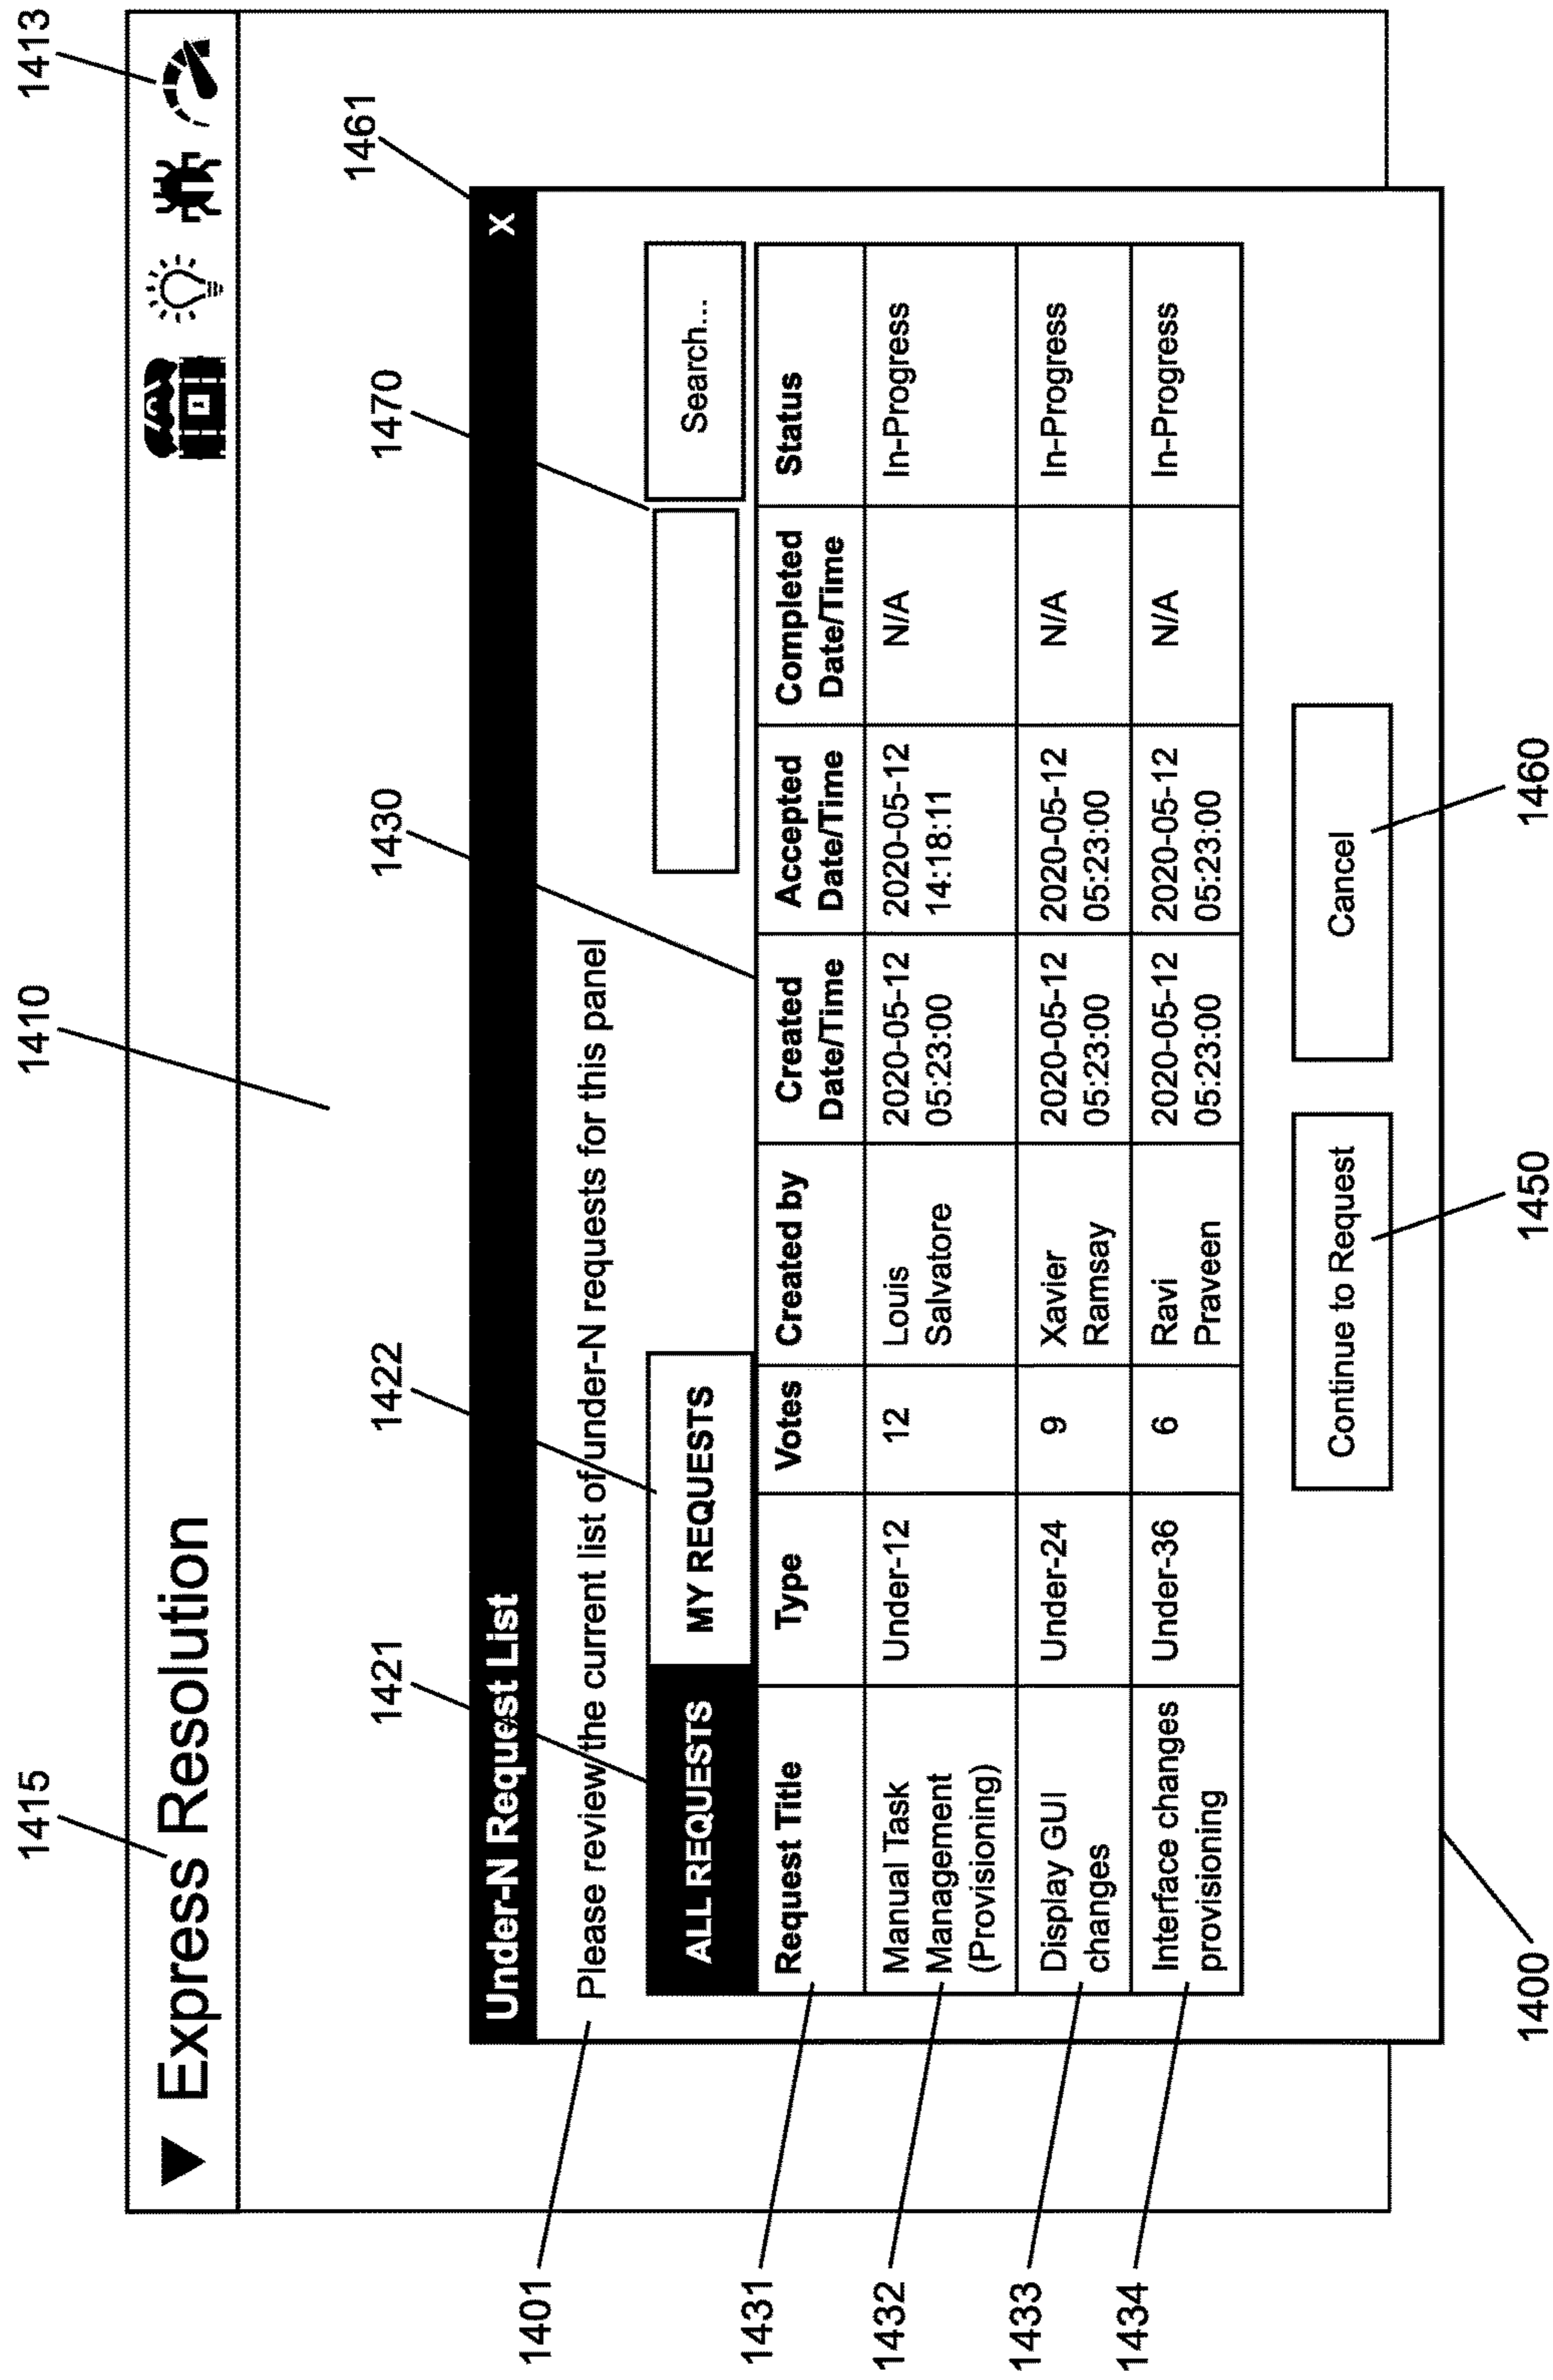 1415
1410
1413
Express Resolution
1421
1422
1430
1470
1461
Under-N Request List
X
1401
Please review the current list of under-N requests for this panel
ALL REQUESTS
MY REQUESTS
Search...
1431
Request Title
Type
Votes
Created by
Created
Date/Time
Accepted
Date/Time
Completed
Date/Time
Status
1432
Manual Task
Management
(Provisioning)
Under-12
12
Louis
Salvatore
2020-05-12
05:23:00
2020-05-12
14:18:11
N/A
In-Progress
1433
Display GUI
changes
Under-24
9
Xavier
Ramsay
2020-05-12
05:23:00
2020-05-12
05:23:00
N/A
In-Progress
1434
Interface changes
provisioning
Under-36
6
Ravi
Praveen
2020-05-12
05:23:00
2020-05-12
05:23:00
N/A
In-Progress
Continue to Request
Cancel
1400
1450
1460